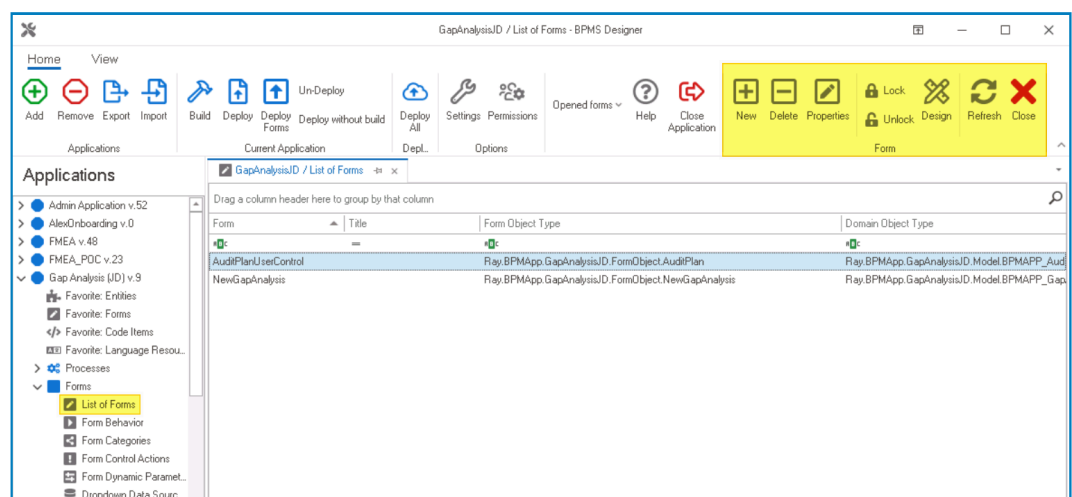 GapAnalysisJD / List of Forms - BPMS Designer
Home View
Add Remove Export Import Build Deploy Deploy Forms Un-Deploy Deploy without build Deploy All Settings Permissions Opened forms Help Close Application New Delete Properties Lock Unlock Design Refresh Close
Applications Current Application Depl... Options Form
Applications
GapAnalysisJD / List of Forms
Drag a column header here to group by that column
Form Title Form Object Type Domain Object Type
AuditPlanUserControl Ray.BPMApp.GapAnalysisJD.FormObject.AuditPlan Ray.BPMApp.GapAnalysisJD.Model.BPMAPP_Aud
NewGapAnalysis Ray.BPMApp.GapAnalysisJD.FormObject.NewGapAnalysis Ray.BPMApp.GapAnalysisJD.Model.BPMAPP_Gap
Admin Application v.52
AlexOnboarding v.0
FMEA v.48
FMEA_POC v.23
Gap Analysis (JD) v.9
Favorite: Entities
Favorite: Forms
Favorite: Code Items
Favorite: Language Resou...
Processes
Forms
List of Forms
Form Behavior
Form Categories
Form Control Actions
Form Dynamic Paramet...
Dropdown Data Sourc...